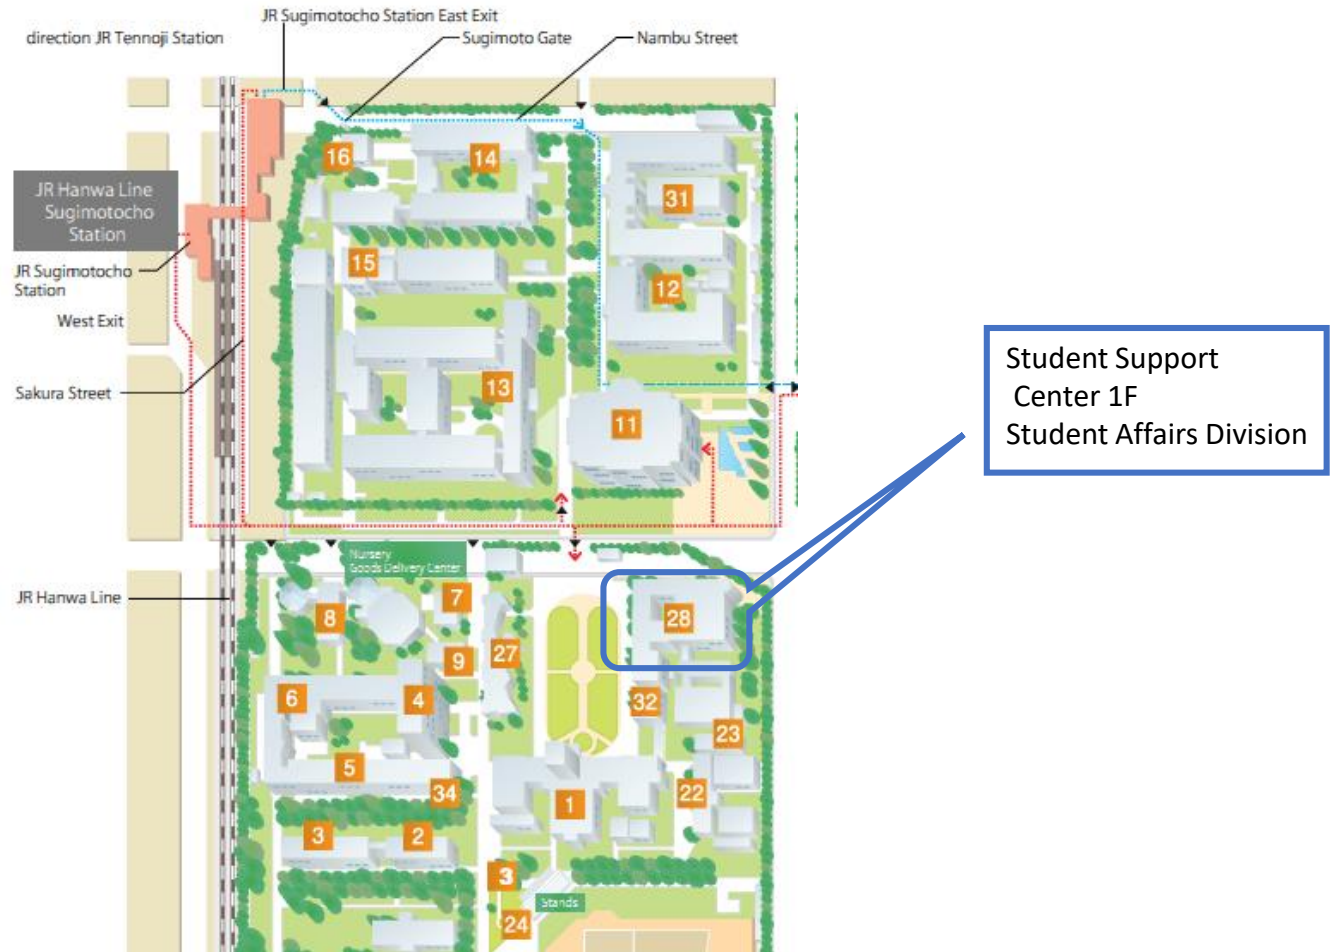 JR Sugimotocho Station East Exit
direction JR Tennoji Station
Sugimoto Gate
Nambu Street
16
14
31
JR Hanwa Line
Sugimotocho
Station
15
JR Sugimotocho
Station
12
West Exit
Student Support
Center 1F
Student Affairs Division
13
Sakura Street
11
Nursery
Goods Delivery Center
JR Hanwa Line
7
8
28
27
9
6
4
32
23
5
34
22
1
3
2
3
Stands
24